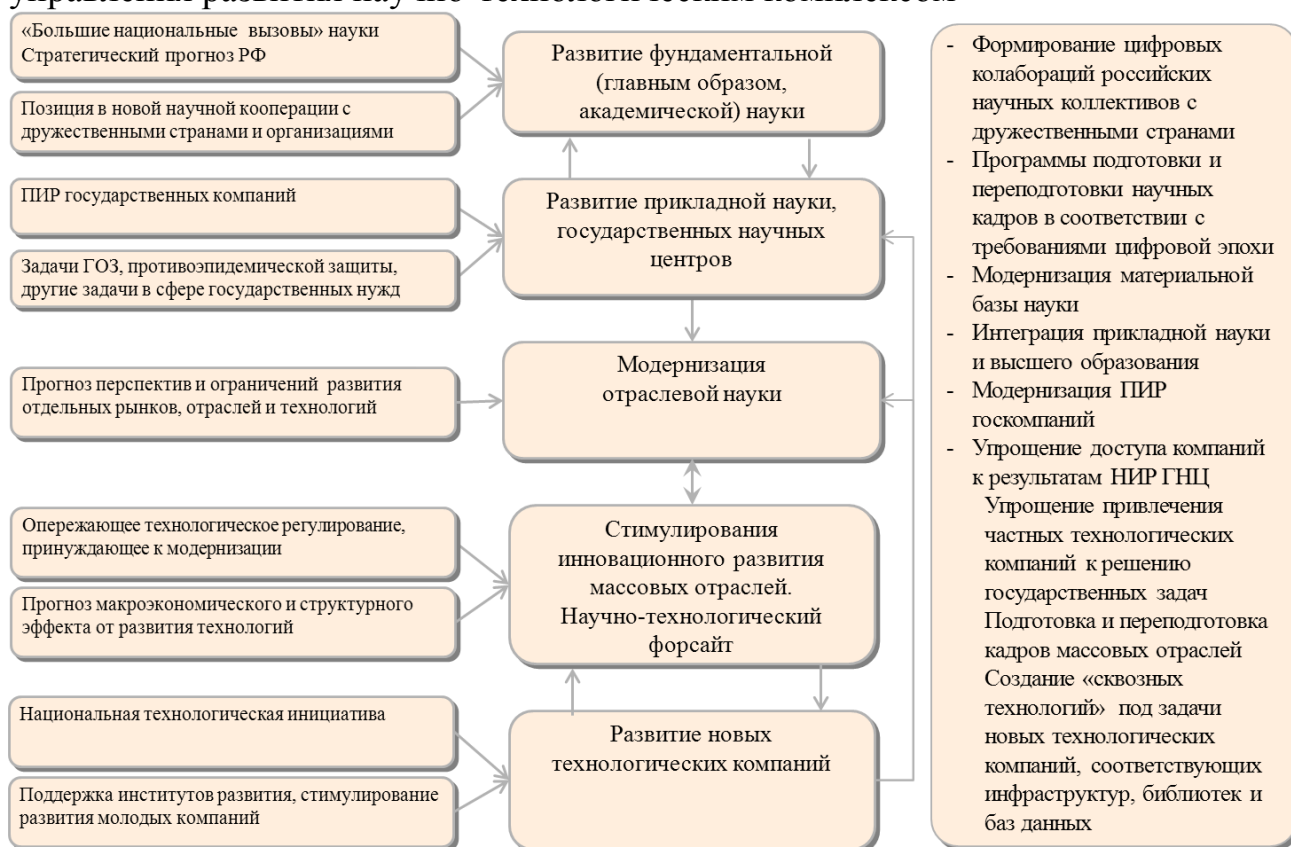 управления развития научно-технологическим комплексом
«Большие национальные вызовы» науки
Стратегический прогноз РФ
Позиция в новой научной кооперации с
дружественными странами и организациями
ПИР государственных компаний
Задачи ГОЗ, противоэпидемической защиты,
другие задачи в сфере государственных нужд
Прогноз перспектив и ограничений развития
отдельных рынков, отраслей и технологий
Опережающее технологическое регулирование,
принуждающее к модернизации
Прогноз макроэкономического и структурного
эффекта от развития технологий
Национальная технологическая инициатива
Поддержка институтов развития, стимулирование
развития молодых компаний
Развитие фундаментальной
(главным образом,
академической) науки
Развитие прикладной науки,
государственных научных
центров
Модернизация
отраслевой науки
Стимулирования
инновационного развития
массовых отраслей.
Научно-технологический
форсайт
Развитие новых
технологических компаний
- Формирование цифровых
колабораций российских
научных коллективов с
дружественными странами
- Программы подготовки и
переподготовки научных
кадров в соответствии с
требованиями цифровой эпохи
- Модернизация материальной
базы науки
- Интеграция прикладной науки
и высшего образования
- Модернизация ПИР
госкомпаний
- Упрощение доступа компаний
к результатам НИР ГНЦ
Упрощение привлечения
частных технологических
компаний к решению
государственных задач
Подготовка и переподготовка
кадров массовых отраслей
Создание «сквозных
технологий» под задачи
новых технологических
компаний, соответствующих
инфраструктур, библиотек и
баз данных